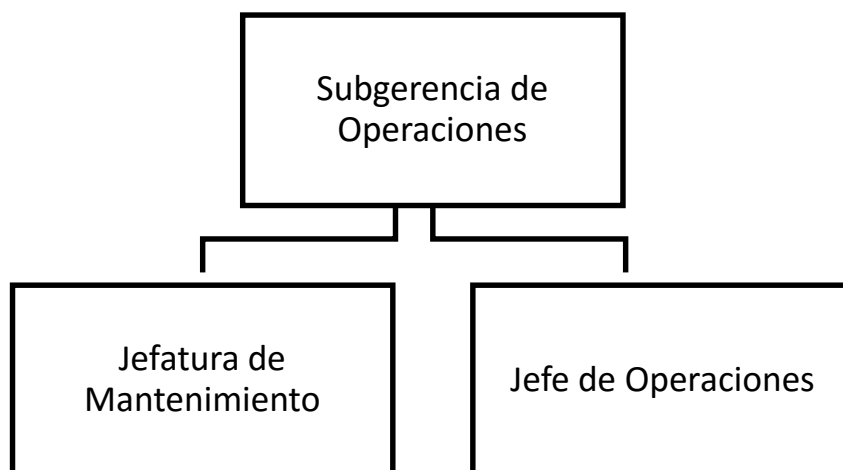 Subgerencia de
Operaciones
Jefatura de
Mantenimiento
Jefe de Operaciones